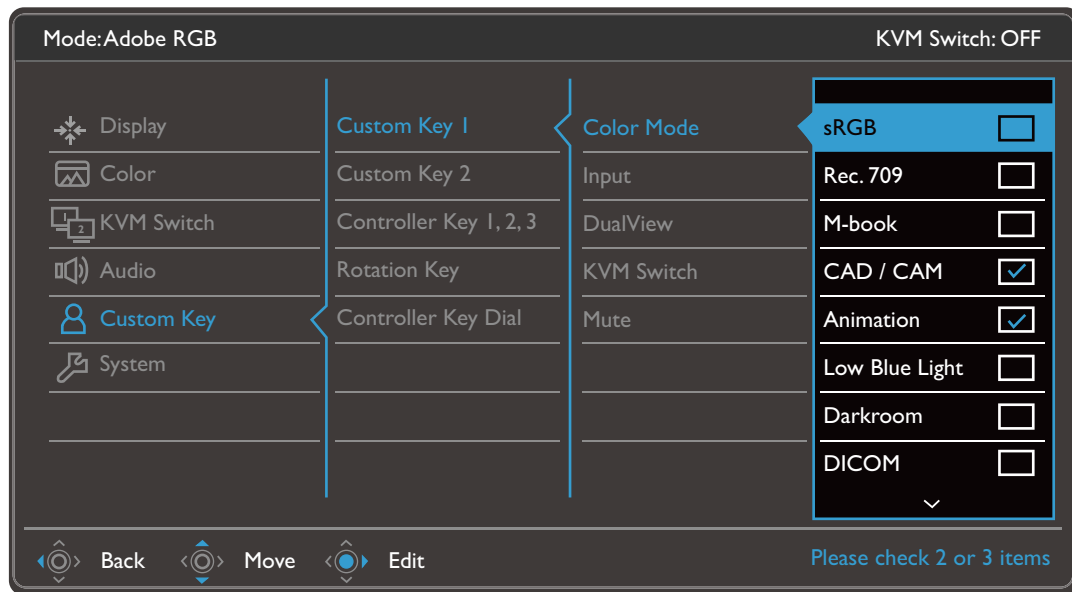 Mode:Adobe RGB
KVM Switch: OFF
Display
Color
1 2 KVM Switch
Audio
Custom Key
System
Custom Key 1
Custom Key 2
Controller Key 1, 2, 3
Rotation Key
Controller Key Dial
Color Mode
Input
DualView
KVM Switch
Mute
sRGB
Rec. 709
M-book
CAD / CAM
Animation
Low Blue Light
Darkroom
DICOM
Back
Move
Edit
Please check 2 or 3 items